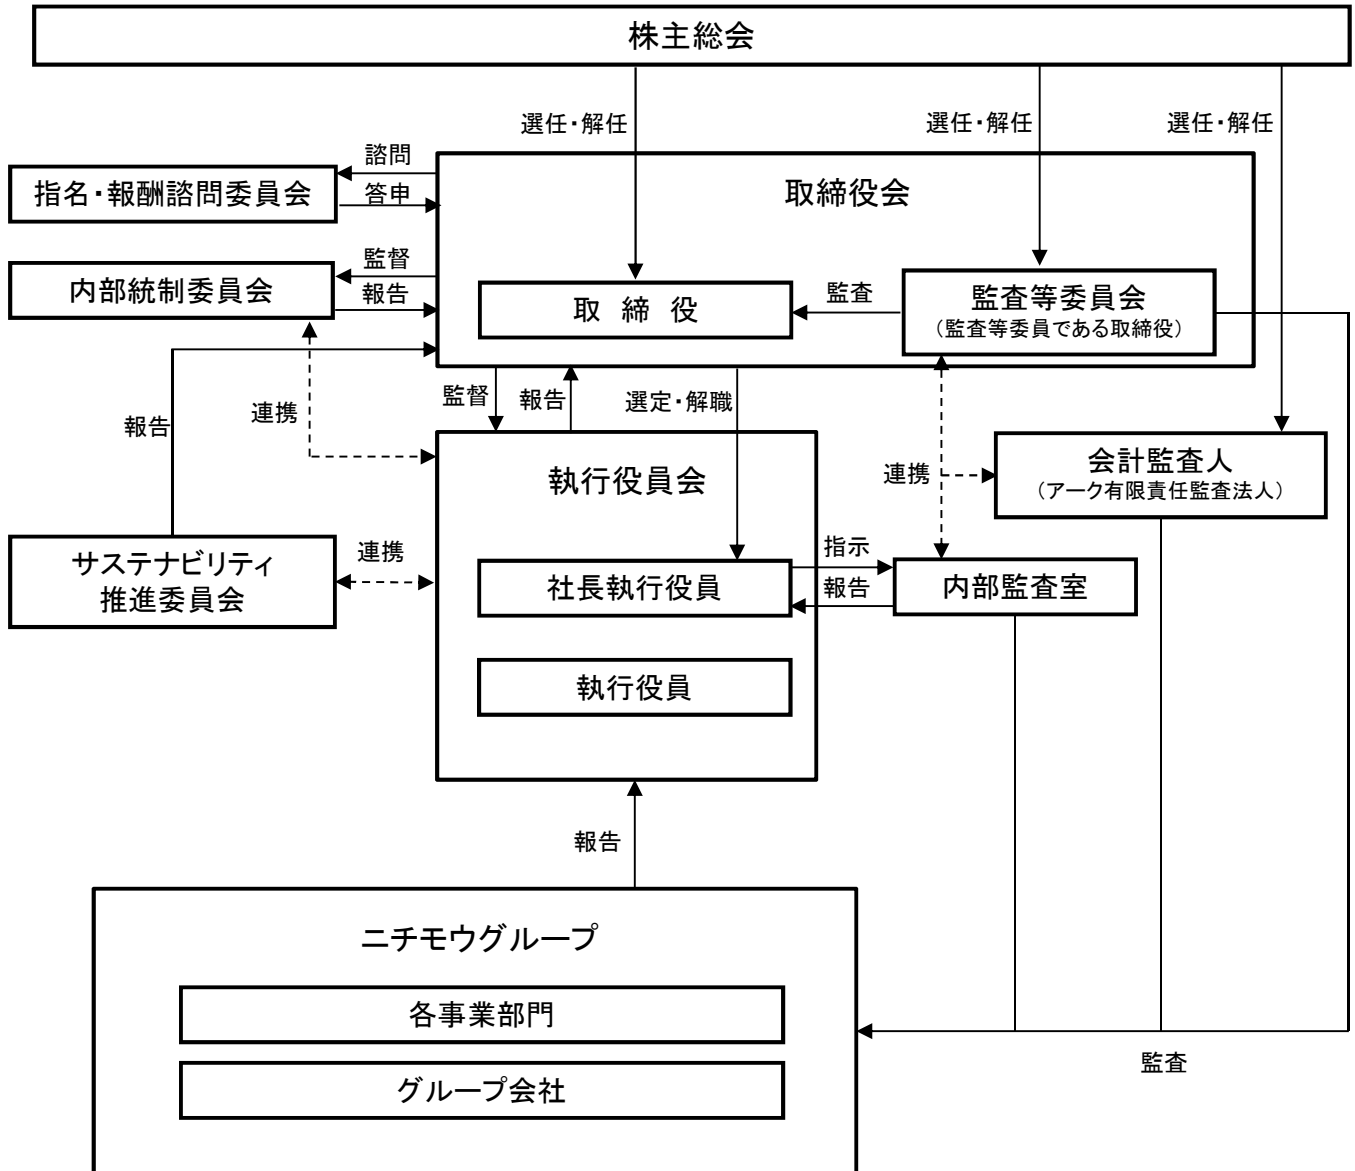 株主総会
選任・解任
選任・解任
選任・解任
諮問
指名・報酬諮問委員会
答申
取締役会
監督
内部統制委員会
報告
取 締 役
監査
監査等委員会
（監査等委員である取締役）
監督
報告
選定・解職
報告
連携
執行役員会
連携
会計監査人
（アーク有限責任監査法人）
サステナビリティ
推進委員会
連携
社長執行役員
指示
報告
内部監査室
執行役員
報告
ニチモウグループ
各事業部門
監査
グループ会社